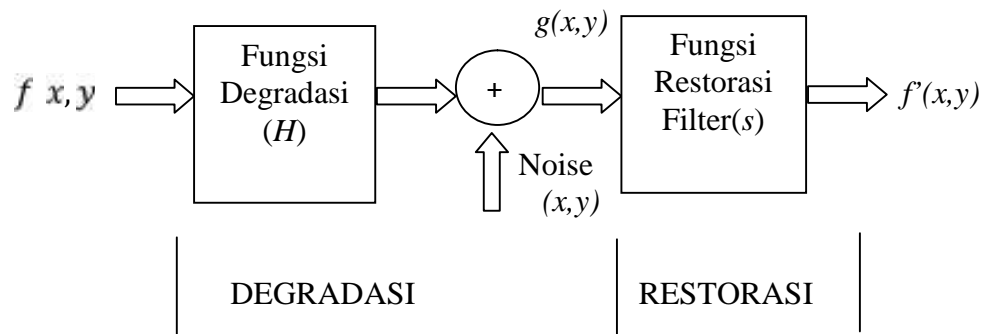 f x, y
Fungsi
Degradasi
(H)
+
Noise
(x,y)
g(x,y)
Fungsi
Restorasi
Filter(s)
f'(x,y)
DEGRADASI
RESTORASI